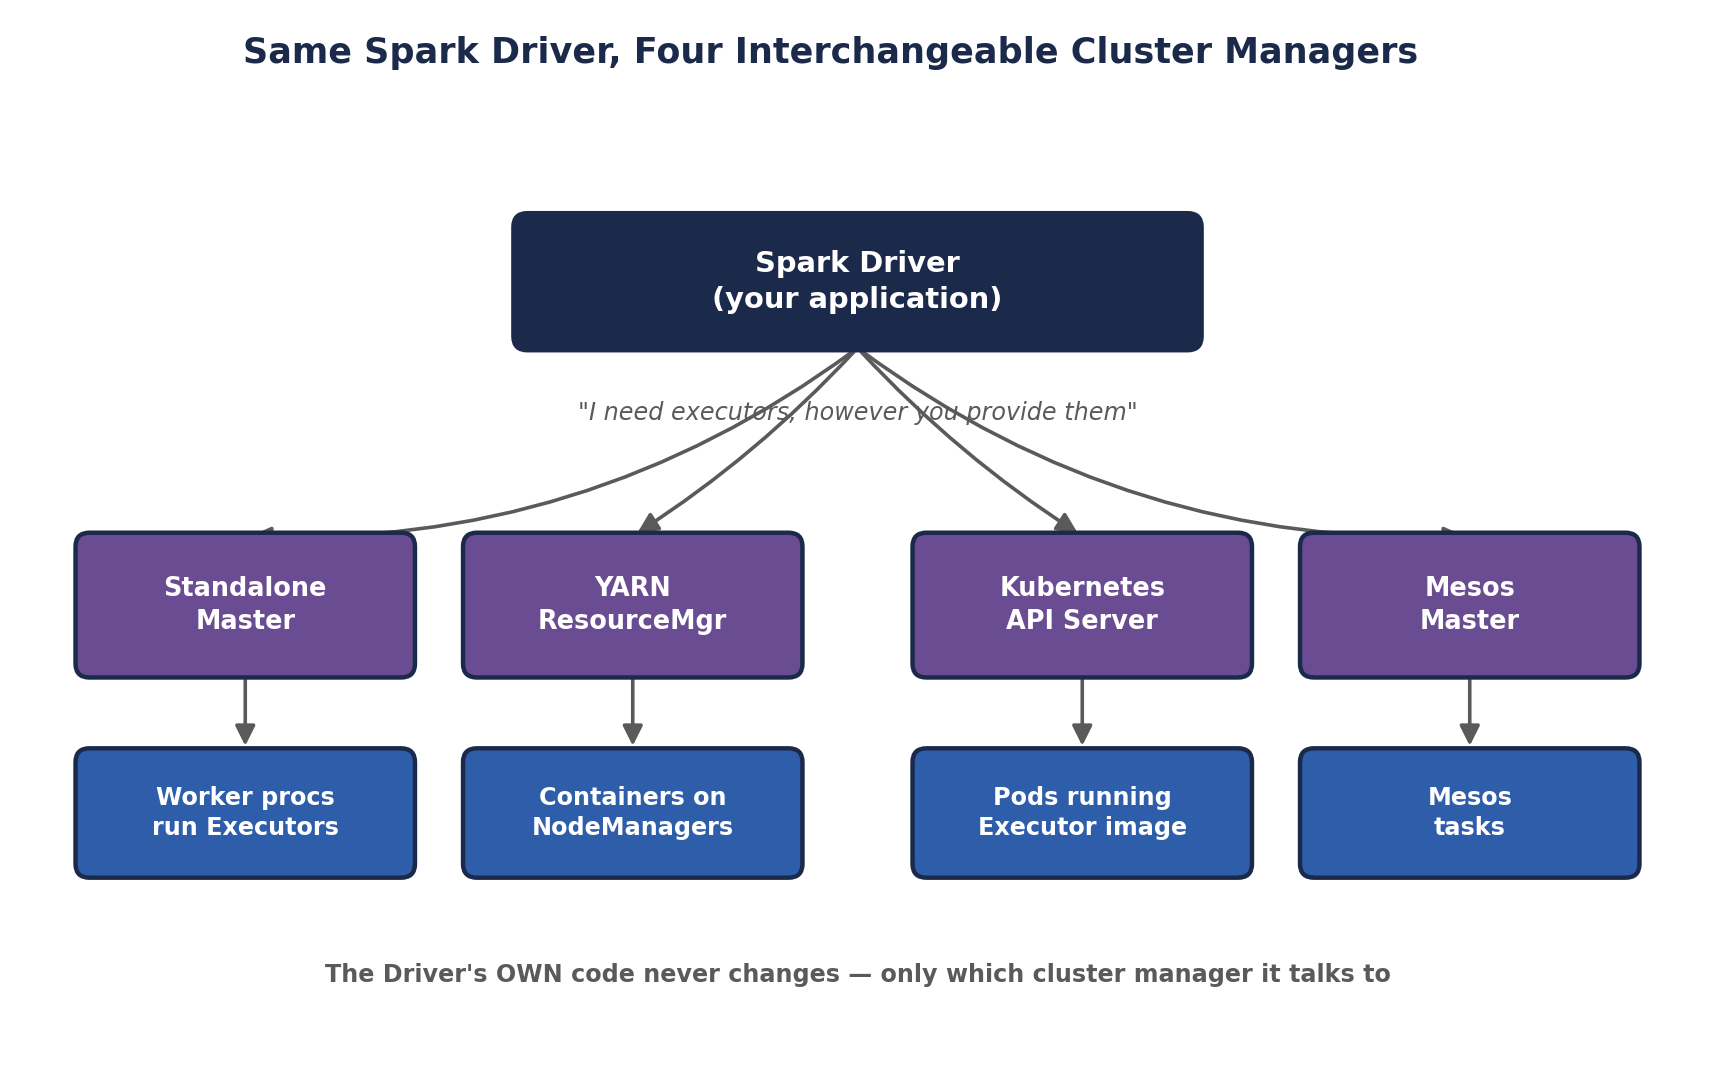 Same Spark Driver, Four Interchangeable Cluster Managers
Spark Driver
(your application)
"I need executors, however you provide them"
Standalone
Master
YARN
ResourceMgr
Kubernetes
API Server
Mesos
Master
Worker procs
run Executors
Containers on
NodeManagers
Pods running
Executor image
Mesos
tasks
The Driver's OWN code never changes — only which cluster manager it talks to